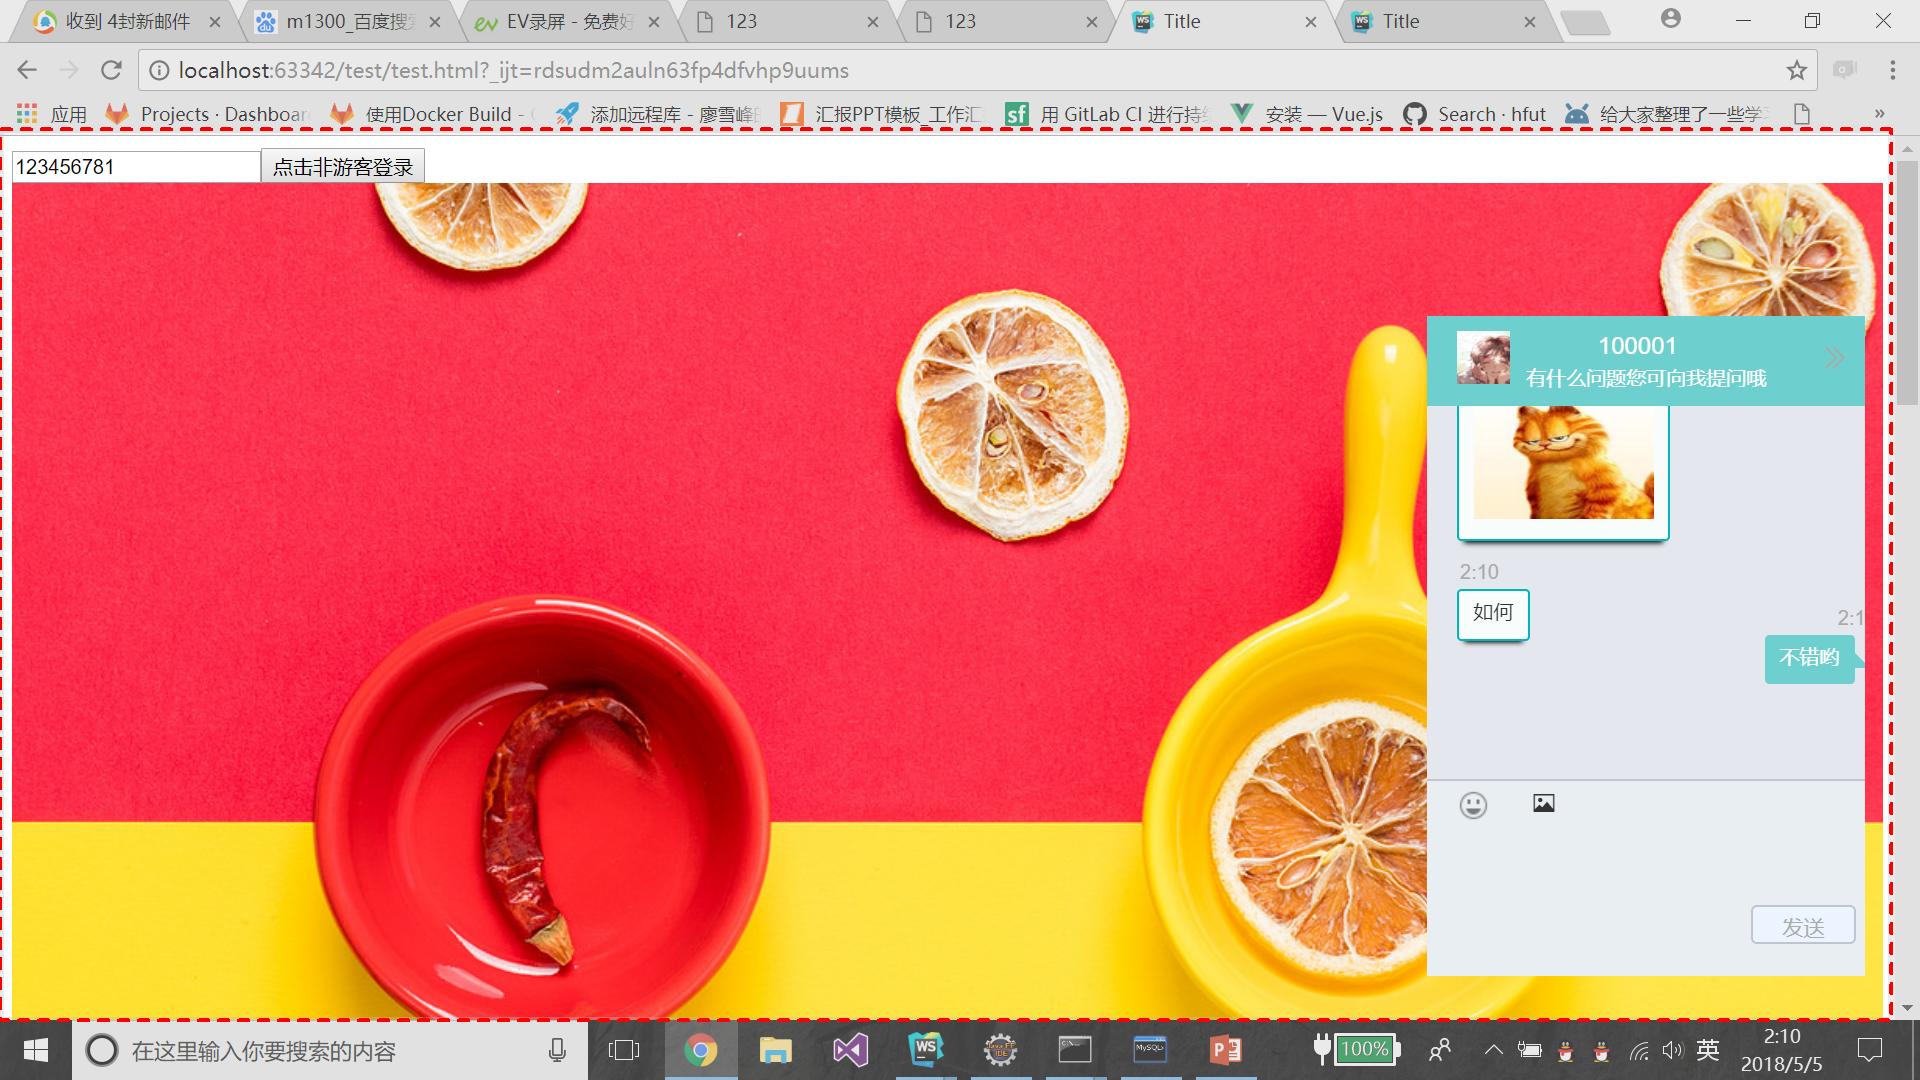 收到 4封新邮件
m1300_百度搜
EV录屏 - 免费好
123
123
Title
Title
localhost:63342/test/test.html?_ijt=rdsudm2auln63fp4dfvhp9uums
应用
Projects · Dashboar
使用Docker Build -
添加远程库 - 廖雪峰
汇报PPT模板_工作汇
sf
用 GitLab CI 进行持
安装 — Vue.js
Search · hfut
给大家整理了一些学
»
123456781
点击非游客登录
100001
有什么问题您可向我提问哦
2:10
如何
2:1
不错哟
发送
在这里输入你要搜索的内容
WS
Java EE
IDE
MySQL
100%
英
2:10
2018/5/5